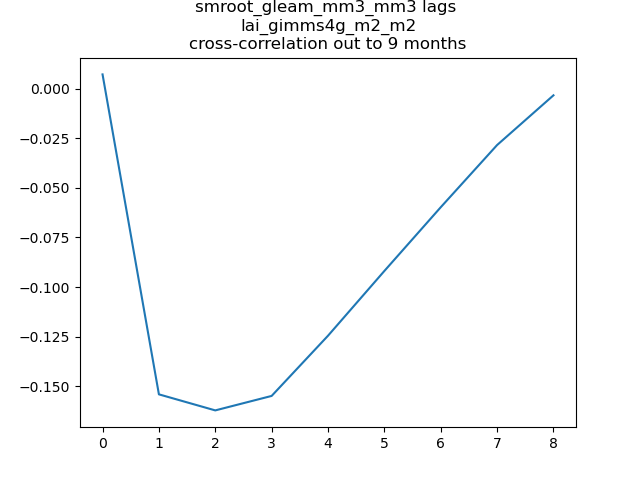 smroot_gleam_mm3_mm3 lags
lai_gimms4g_m2_m2
cross-correlation out to 9 months
0.000
−0.025
−0.050
−0.075
−0.100
−0.125
−0.150
0 1 2 3 4 5 6 7 8